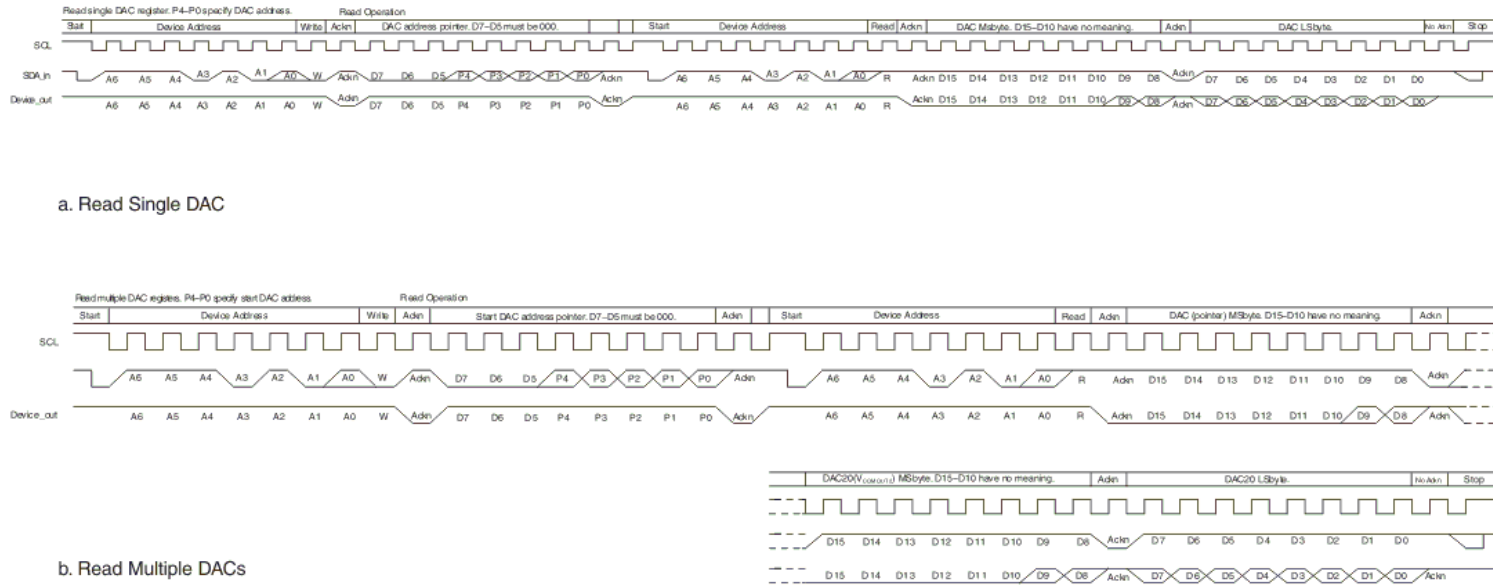 Read single DAC register. P4–P0 specify DAC address. Read Operation
Start Device Address Write Ackn DAC address pointer. D7–D5 must be 000. Start Device Address Read Ackn DAC MSbyte. D15–D10 have no meaning. Ackn DAC LSbyte. No Ackn Stop
SCL
SDA_in A6 A5 A4 A3 A2 A1 A0 W Ackn D7 D6 D5 P4 P3 P2 P1 P0 Ackn A6 A5 A4 A3 A2 A1 A0 R Ackn D15 D14 D13 D12 D11 D10 D9 D8 Ackn D7 D6 D5 D4 D3 D2 D1 D0
Device_out A6 A5 A4 A3 A2 A1 A0 W Ackn D7 D6 D5 P4 P3 P2 P1 P0 Ackn A6 A5 A4 A3 A2 A1 A0 R Ackn D15 D14 D13 D12 D11 D10 D9 D8 Ackn D7 D6 D5 D4 D3 D2 D1 D0
a. Read Single DAC
Read multiple DAC registers. P4–P0 specify start DAC address. Read Operation
Start Device Address Write Ackn Start DAC address pointer. D7–D5 must be 000. Ackn Start Device Address Read Ackn DAC (pointer) MSbyte. D15–D10 have no meaning. Ackn
SCL
A6 A5 A4 A3 A2 A1 A0 W Ackn D7 D6 D5 P4 P3 P2 P1 P0 Ackn A6 A5 A4 A3 A2 A1 A0 R Ackn D15 D14 D13 D12 D11 D10 D9 D8 Ackn
Device_out A6 A5 A4 A3 A2 A1 A0 W Ackn D7 D6 D5 P4 P3 P2 P1 P0 Ackn A6 A5 A4 A3 A2 A1 A0 R Ackn D15 D14 D13 D12 D11 D10 D9 D8 Ackn
DAC20(VCOM OUT2) MSbyte. D15–D10 have no meaning. Ackn DAC20 LSbyte. No Ackn Stop
D15 D14 D13 D12 D11 D10 D9 D8 Ackn D7 D6 D5 D4 D3 D2 D1 D0
D15 D14 D13 D12 D11 D10 D9 D8 Ackn D7 D6 D5 D4 D3 D2 D1 D0 Ackn
b. Read Multiple DACs